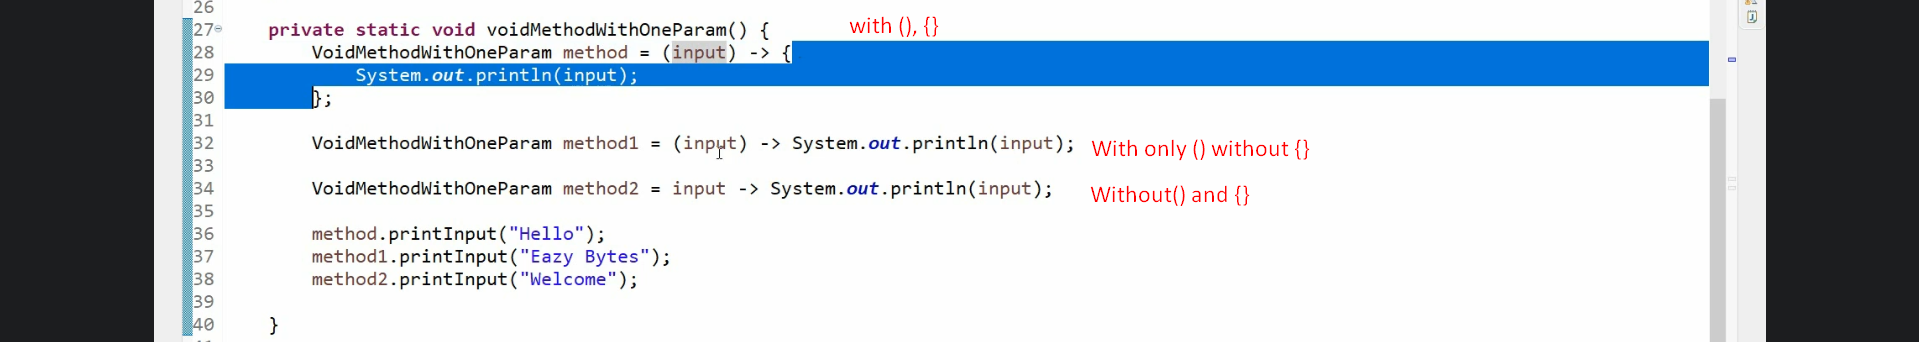 26
27 private static void voidMethodWithOneParam() { with (), {}
28 VoidMethodWithOneParam method = (input) -> {
29 System.out.println(input);
30 };
31
32 VoidMethodWithOneParam method1 = (input) -> System.out.println(input); With only () without {}
33
34 VoidMethodWithOneParam method2 = input -> System.out.println(input); Without() and {}
35
36 method.printInput("Hello");
37 method1.printInput("Eazy Bytes");
38 method2.printInput("Welcome");
39
40 }